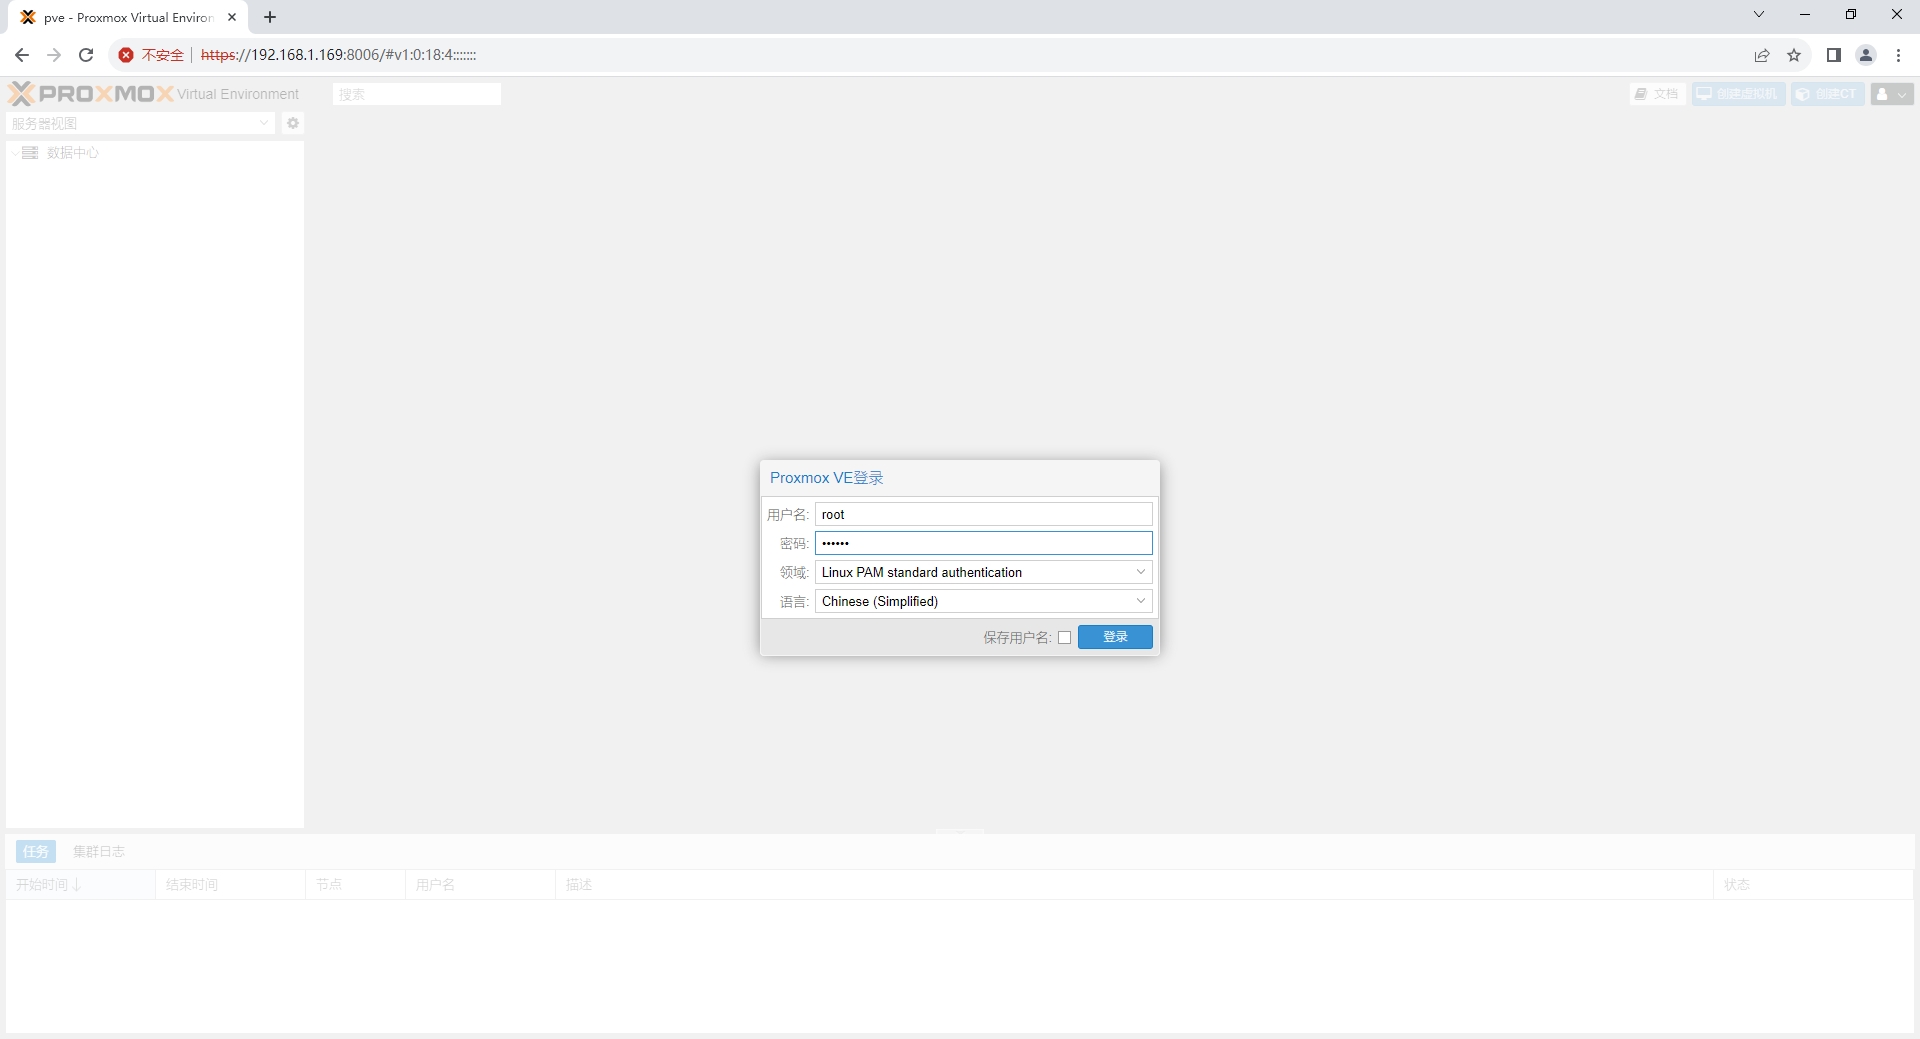 pve - Proxmox Virtual Environ
不安全 https://192.168.1.169:8006/#v1:0:18:4:::::::
PROXMOX Virtual Environment 搜索 文档 创建虚拟机 创建CT
服务器视图
数据中心
Proxmox VE登录
用户名: root
密码: ••••••
领域: Linux PAM standard authentication
语言: Chinese (Simplified)
保存用户名: 登录
任务 集群日志
开始时间 结束时间 节点 用户名 描述 状态